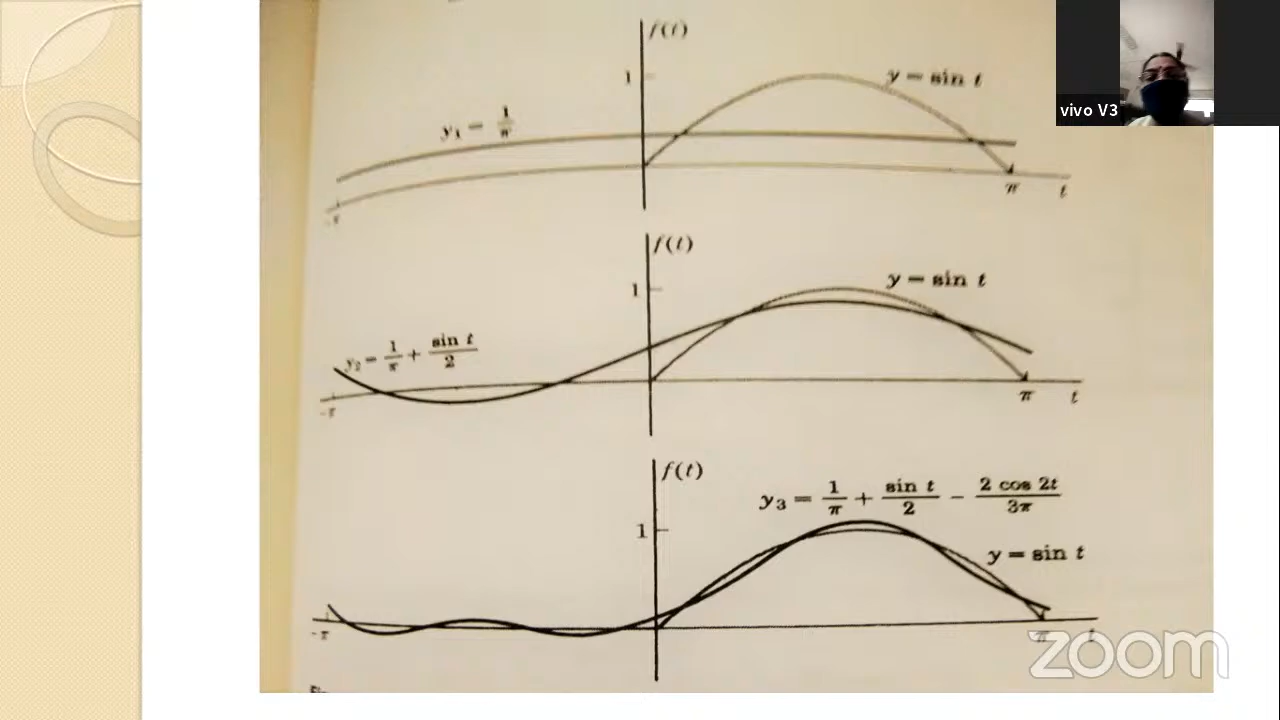 f(t)
1
y = sin t
vivo V3
y₁ = 1/π
-π
π
t
f(t)
1
y = sin t
y₂ = 1/π + sin t/2
-π
π
t
f(t)
y₃ = 1/π + sin t/2 - 2 cos 2t/3π
1
y = sin t
-π
π
t
zoom